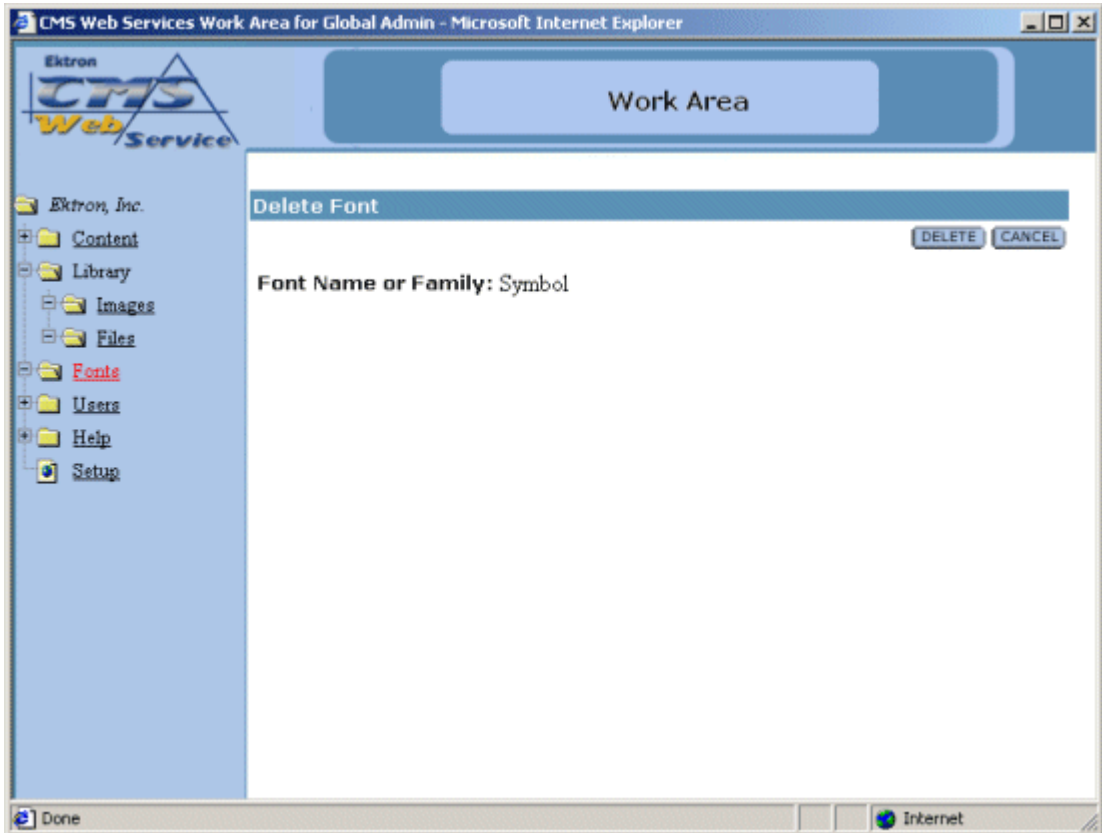 CMS Web Services Work Area for Global Admin - Microsoft Internet Explorer
Ektron
CMS
Web
Service
Work Area
Ektron, Inc.
Content
Library
Images
Files
Fonts
Users
Help
Setup
Delete Font
DELETE CANCEL
Font Name or Family: Symbol
Done
Internet